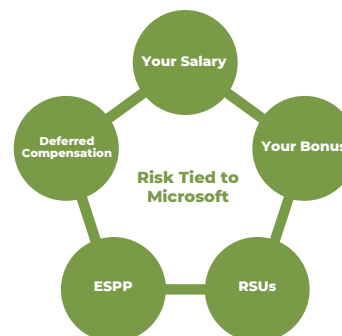 Your Salary
Deferred
Compensation
Your Bonus
Risk Tied to
Microsoft
ESPP
RSUs